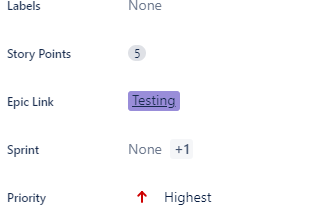 Labels None
Story Points 5
Epic Link Testing
Sprint None +1
Priority Highest